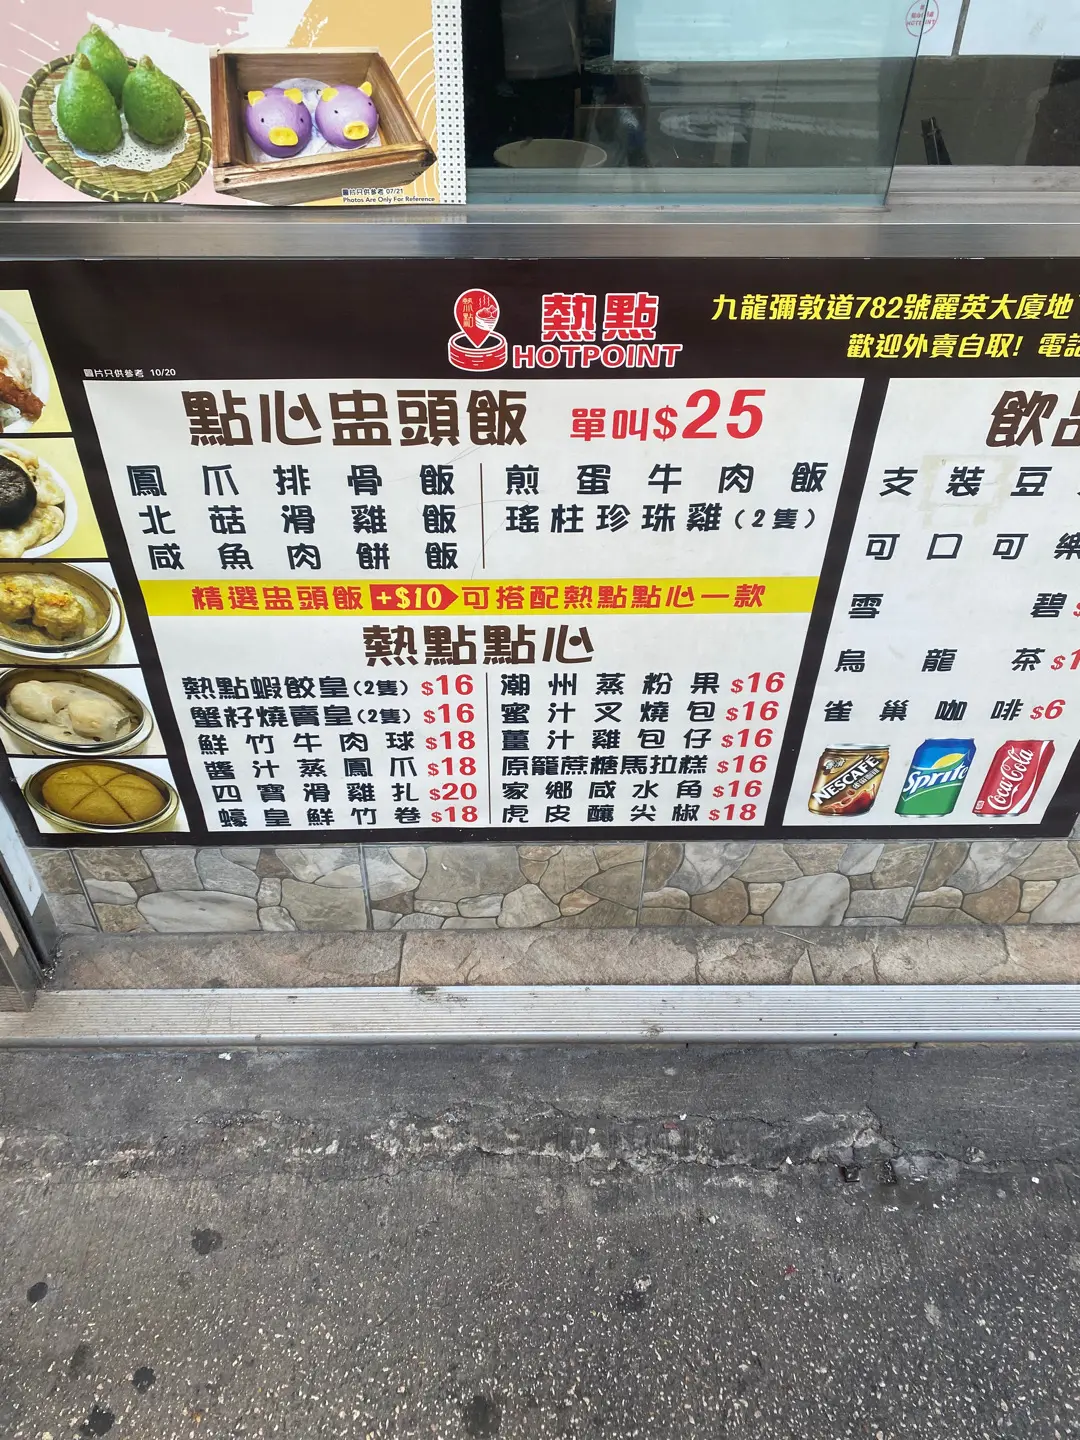 圖片只供參考 07/21
Photos Are Only For Reference
熱點
HOTPOINT
九龍彌敦道782號麗英大廈地
歡迎外賣自取! 電話
圖片只供參考 10/20
點心盅頭飯 單叫$25
鳳爪排骨飯
北菇滑雞飯
咸魚肉餅飯
煎蛋牛肉飯
瑤柱珍珠雞(2隻)
精選盅頭飯 +$10 可搭配熱點點心一款
熱點點心
熱點蝦餃皇(2隻) $16
蟹籽燒賣皇(2隻) $16
鮮竹牛肉球 $18
醬汁蒸鳳爪 $18
四寶滑雞扎 $20
蠔皇鮮竹卷 $18
潮州蒸粉果 $16
蜜汁叉燒包 $16
薑汁雞包仔 $16
原籠蔗糖馬拉糕 $16
家鄉咸水角 $16
虎皮釀尖椒 $18
飲品
支裝豆
可口可樂
雪碧
烏龍茶 $1
雀巢咖啡 $6
NESCAFÉ
Sprite
Coca-Cola